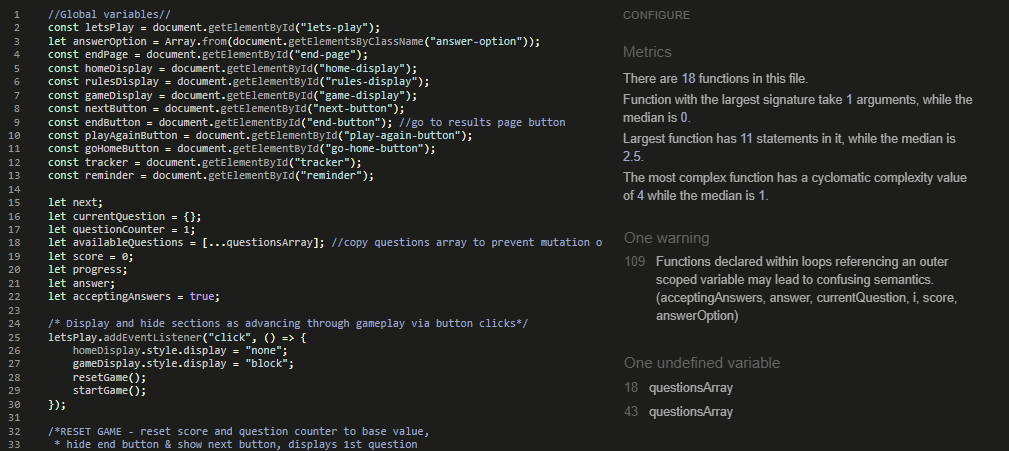 1 //Global variables//
2 const letsPlay = document.getElementById("lets-play");
3 let answerOption = Array.from(document.getElementsByClassName("answer-option"));
4 const endPage = document.getElementById("end-page");
5 const homeDisplay = document.getElementById("home-display");
6 const rulesDisplay = document.getElementById("rules-display");
7 const gameDisplay = document.getElementById("game-display");
8 const nextButton = document.getElementById("next-button");
9 const endButton = document.getElementById("end-button"); //go to results page button
10 const playAgainButton = document.getElementById("play-again-button");
11 const goHomeButton = document.getElementById("go-home-button");
12 const tracker = document.getElementById("tracker");
13 const reminder = document.getElementById("reminder");
14
15 let next;
16 let currentQuestion = {};
17 let questionCounter = 1;
18 let availableQuestions = [...questionsArray]; //copy questions array to prevent mutation o
19 let score = 0;
20 let progress;
21 let answer;
22 let acceptingAnswers = true;
23
24 /* Display and hide sections as advancing through gameplay via button clicks*/
25 letsPlay.addEventListener("click", () => {
26     homeDisplay.style.display = "none";
27     gameDisplay.style.display = "block";
28     resetGame();
29     startGame();
30 });
31
32 /*RESET GAME - reset score and question counter to base value,
33  * hide end button & show next button, displays 1st question
CONFIGURE
Metrics
There are 18 functions in this file.
Function with the largest signature take 1 arguments, while the
median is 0.
Largest function has 11 statements in it, while the median is
2.5.
The most complex function has a cyclomatic complexity value
of 4 while the median is 1.
One warning
109 Functions declared within loops referencing an outer
scoped variable may lead to confusing semantics.
(acceptingAnswers, answer, currentQuestion, i, score,
answerOption)
One undefined variable
18 questionsArray
43 questionsArray